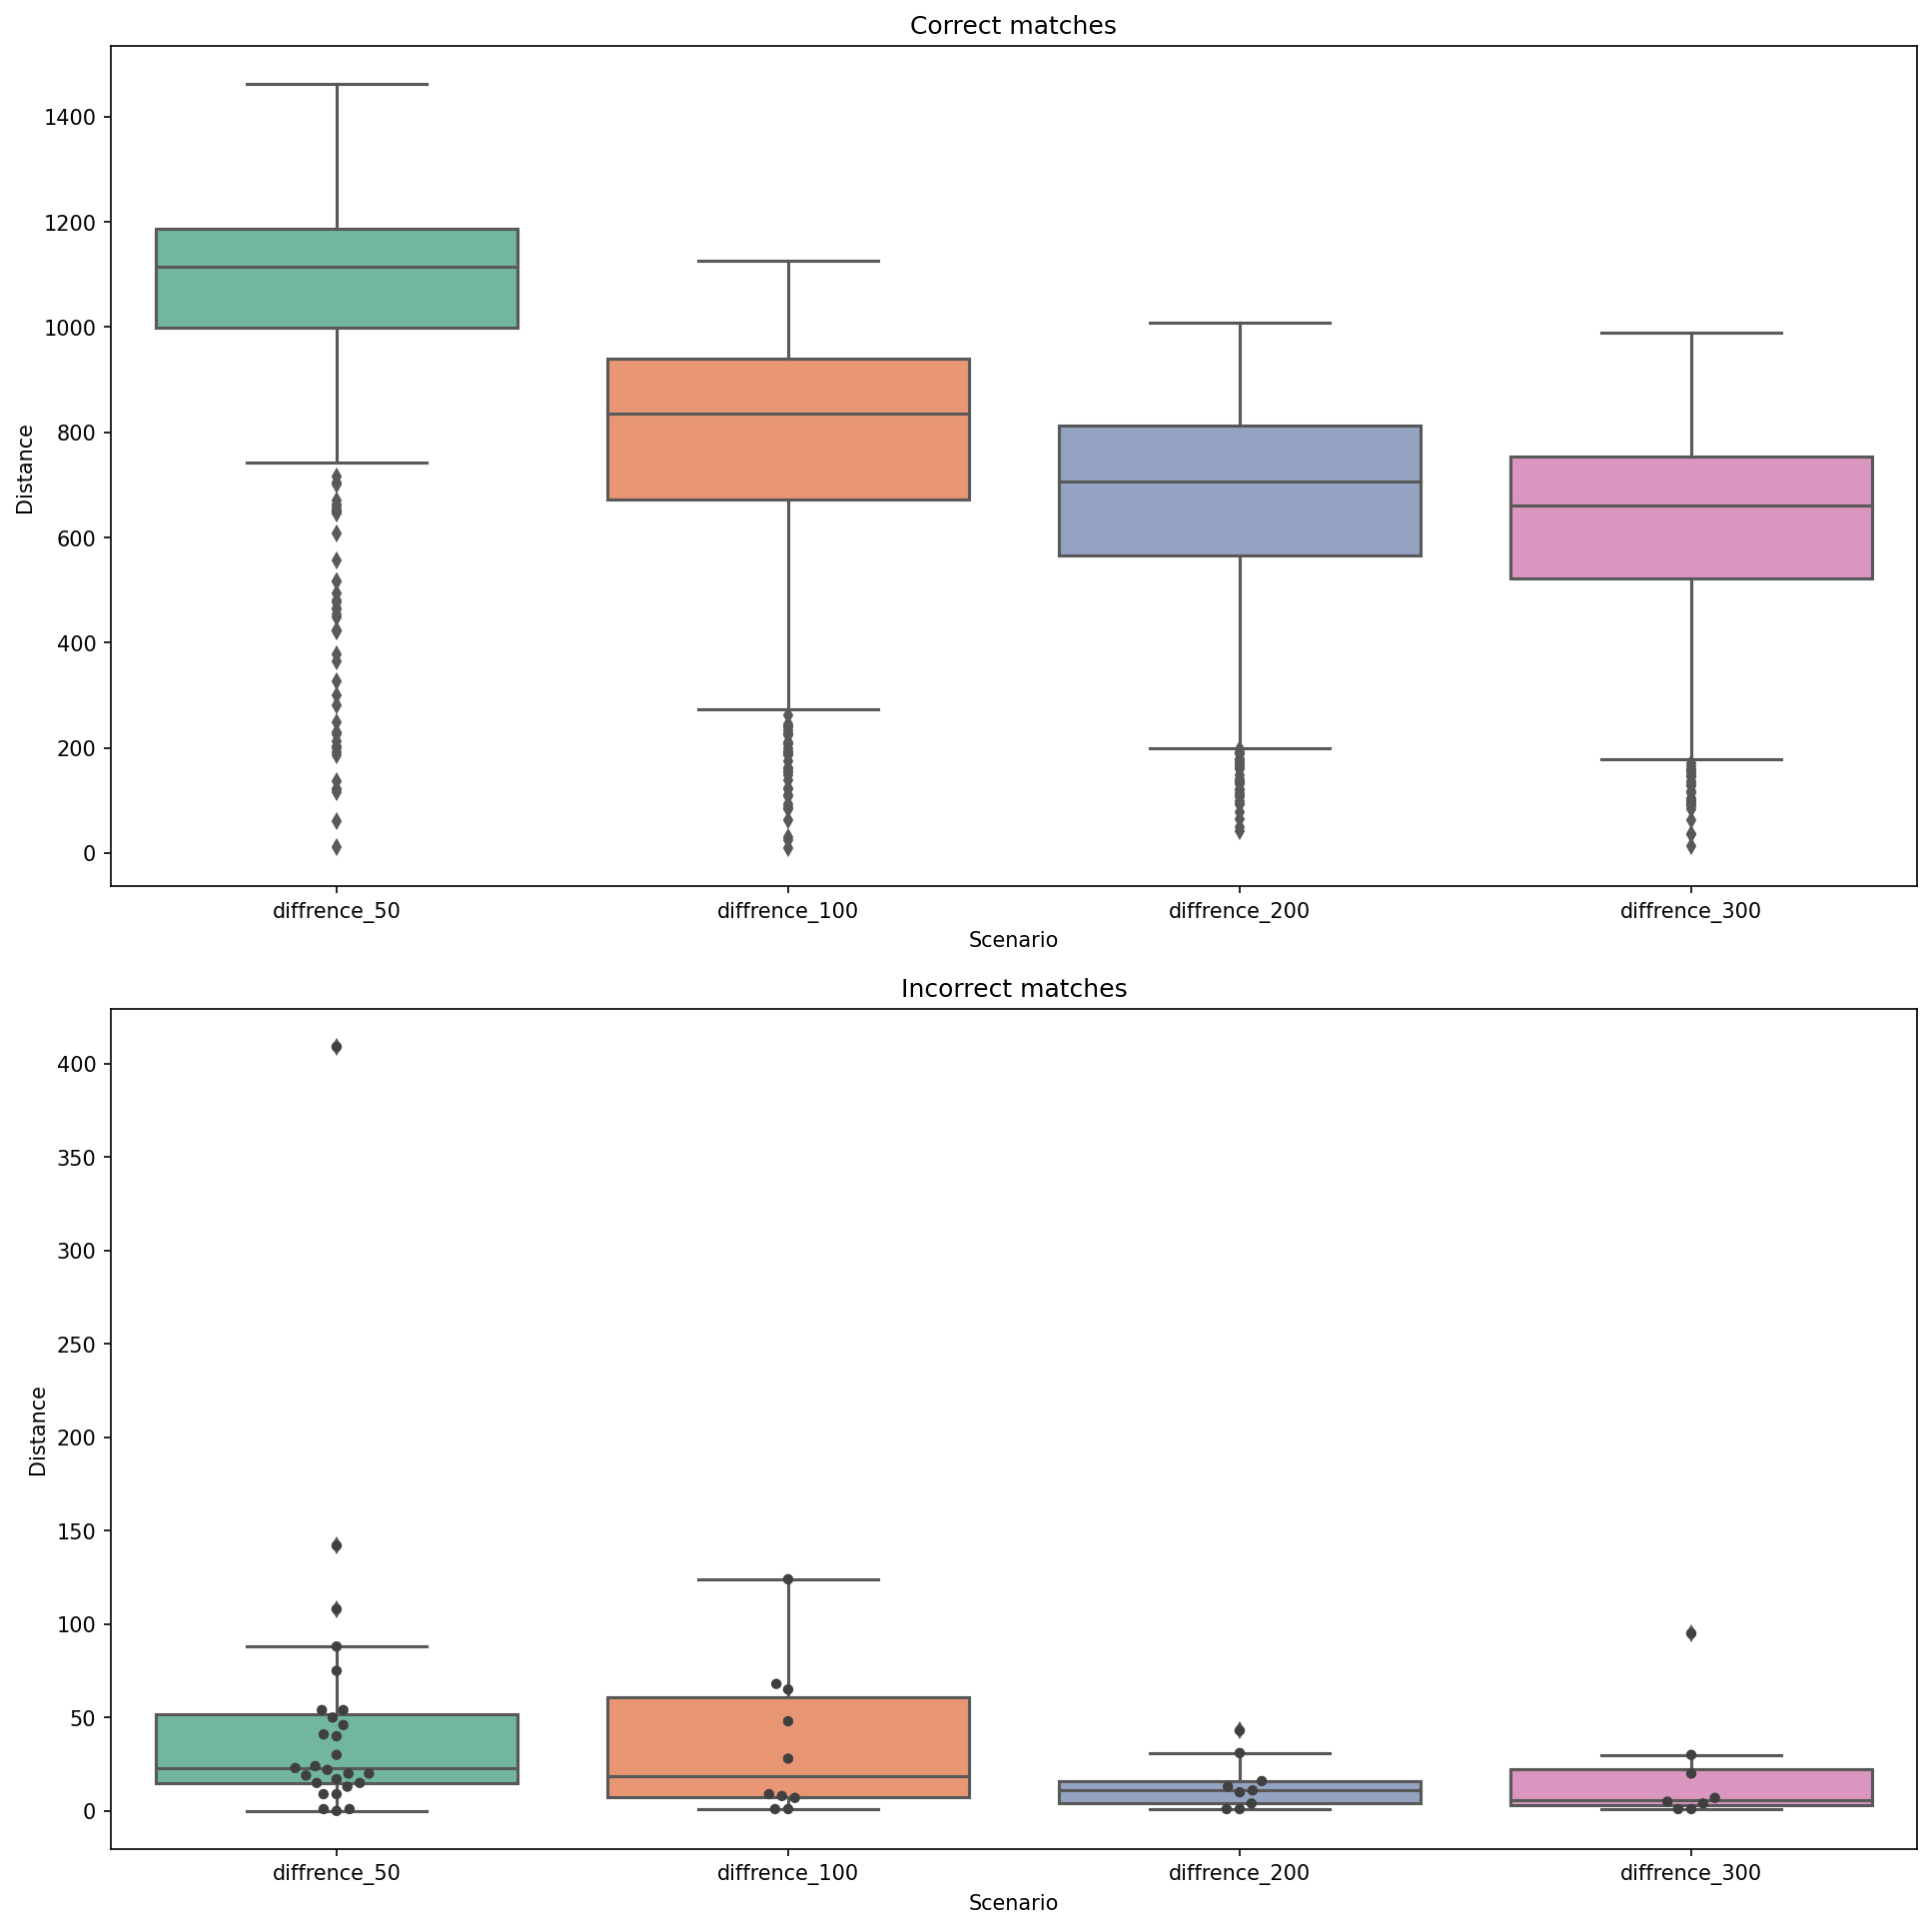 Correct matches
1400
1200
1000
800
600
400
200
0
Distance
diffrence_50 diffrence_100 diffrence_200 diffrence_300
Scenario
Incorrect matches
400
350
300
250
200
150
100
50
0
Distance
diffrence_50 diffrence_100 diffrence_200 diffrence_300
Scenario